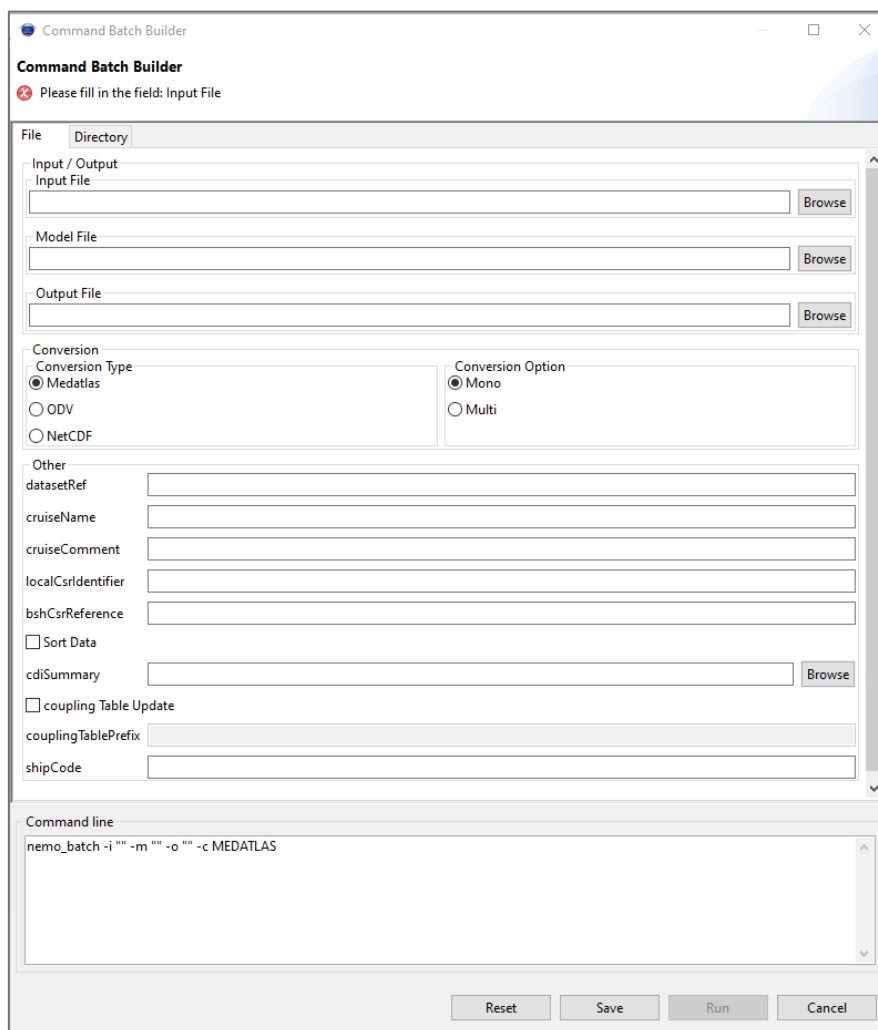 Command Batch Builder
Command Batch Builder
Please fill in the field: Input File
File Directory
Input / Output
Input File
Browse
Model File
Browse
Output File
Browse
Conversion
Conversion Type Conversion Option
Medatlas Mono
ODV Multi
NetCDF
Other
datasetRef
cruiseName
cruiseComment
localCsrIdentifier
bshCsrReference
Sort Data
cdiSummary Browse
coupling Table Update
couplingTablePrefix
shipCode
Command line
nemo_batch -i "" -m "" -o "" -c MEDATLAS
Reset Save Run Cancel